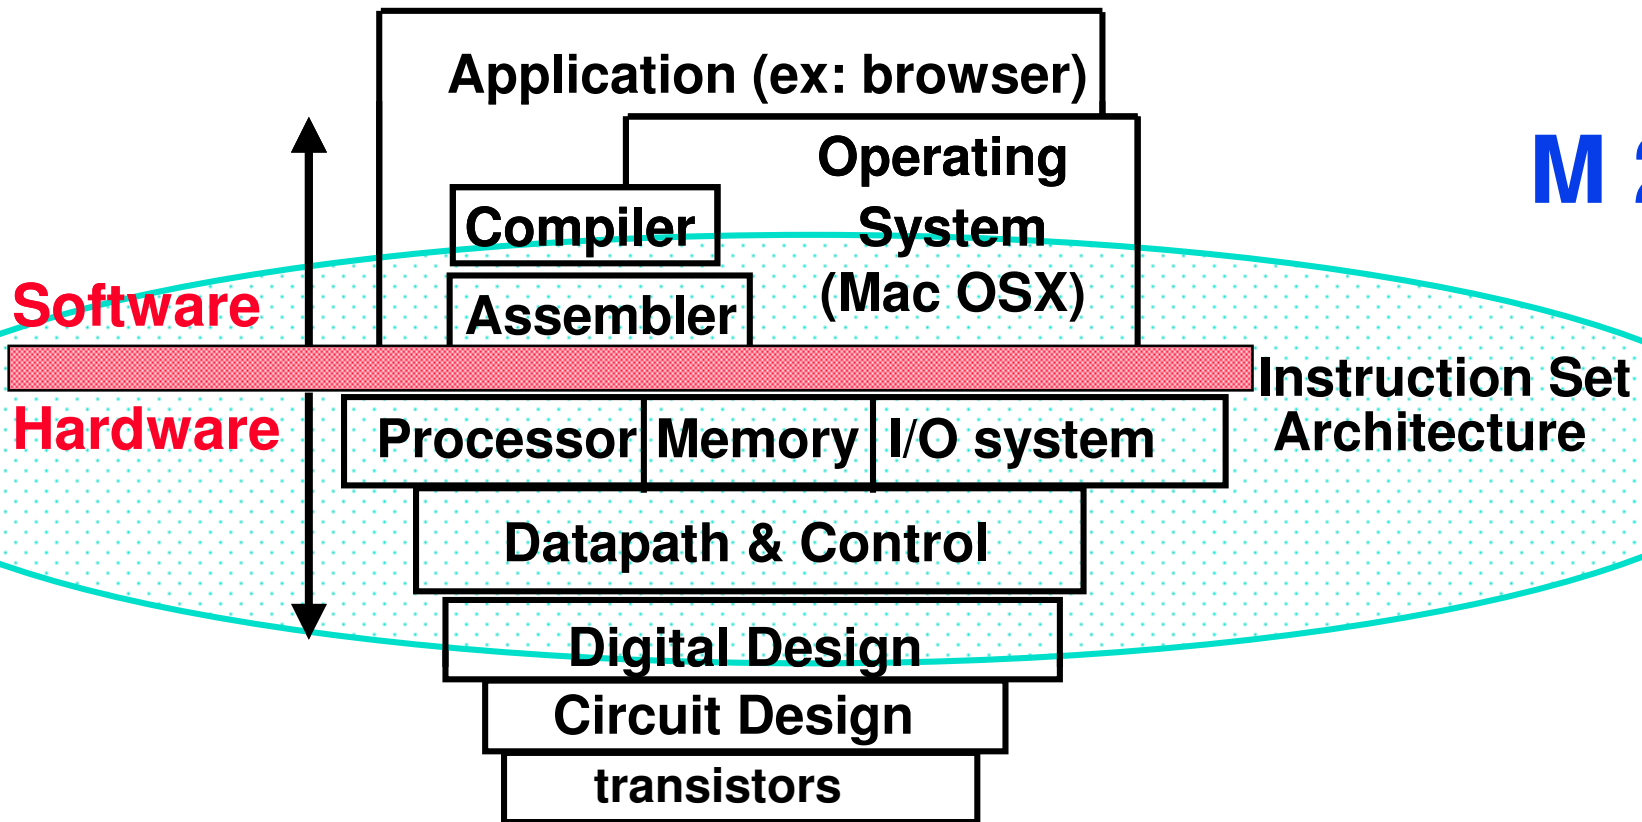 Application (ex: browser)
Operating
System
(Mac OSX)
Compiler
Assembler
Software
Hardware
Instruction Set
Architecture
Processor Memory I/O system
Datapath & Control
Digital Design
Circuit Design
transistors
M